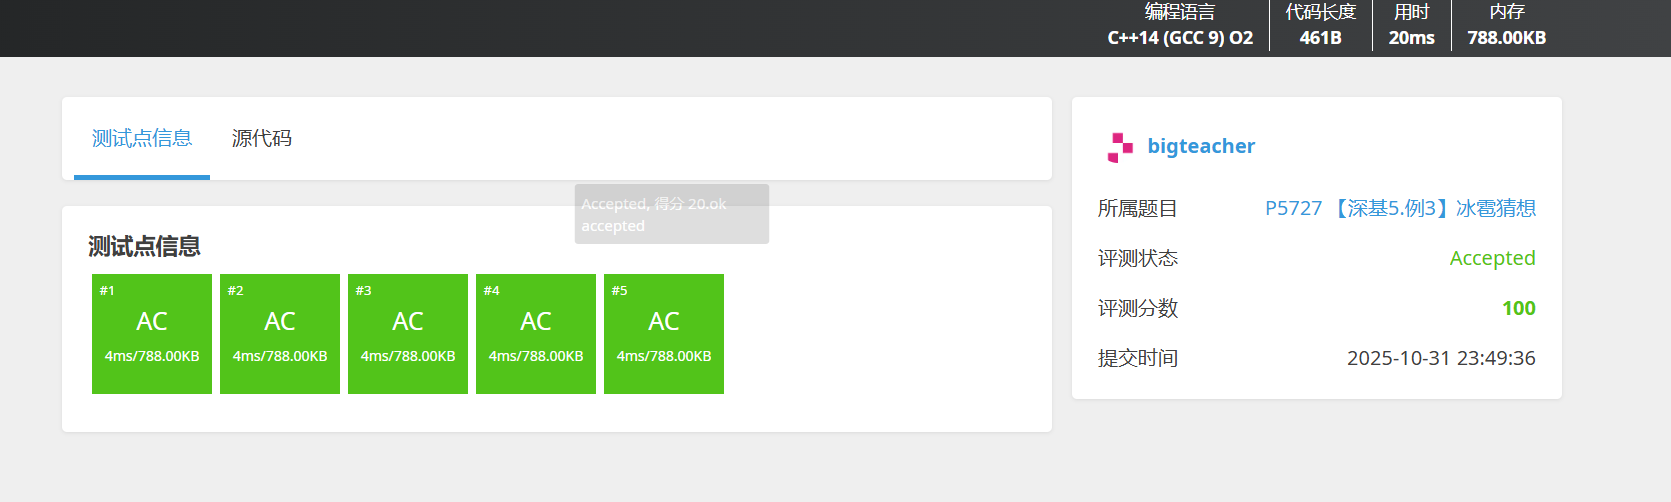 编程语言 代码长度 用时 内存
C++14 (GCC 9) O2 461B 20ms 788.00KB
测试点信息 源代码
Accepted, 得分 20.ok
accepted
测试点信息
#1 #2 #3 #4 #5
AC AC AC AC AC
4ms/788.00KB 4ms/788.00KB 4ms/788.00KB 4ms/788.00KB 4ms/788.00KB
bigteacher
所属题目 P5727 【深基5.例3】冰雹猜想
评测状态 Accepted
评测分数 100
提交时间 2025-10-31 23:49:36